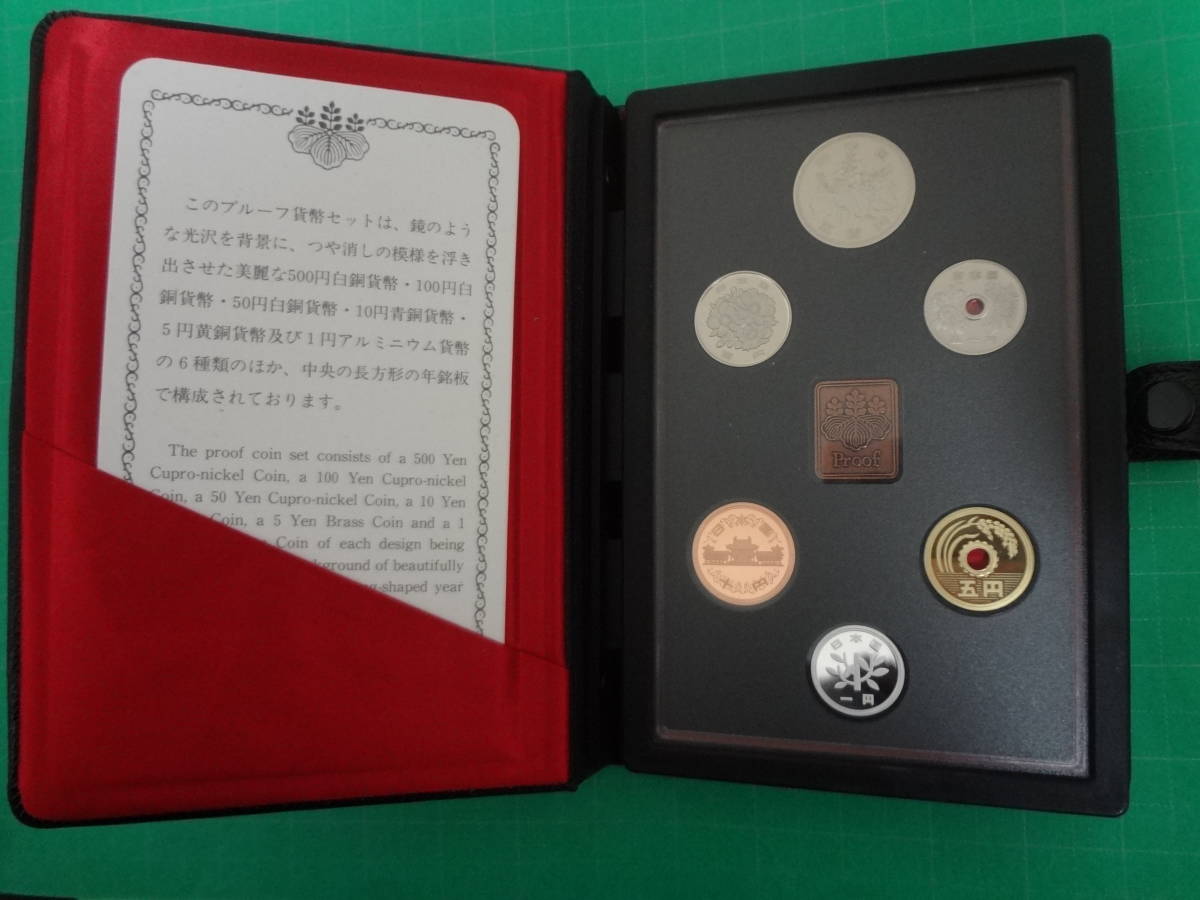 このプルーフ貨幣セットは、鏡のよう
な光沢を背景に、つや消しの模様を浮き
出させた美麗な500円白銅貨幣・100円白
銅貨幣・50円白銅貨幣・10円青銅貨幣・
5円黄銅貨幣及び1円アルミニウム貨幣
の6種類のほか、中央の長方形の年銘板
で構成されております。
The proof coin set consists of a 500 Yen
Cupro-nickel Coin, a 100 Yen Cupro-nickel
Coin, a 50 Yen Cupro-nickel Coin, a 10 Yen
Coin, a 5 Yen Brass Coin and a 1
Coin of each design being
of beautifully
-shaped year
日本国
Proof
日本国
十円
五円
日本国
一円